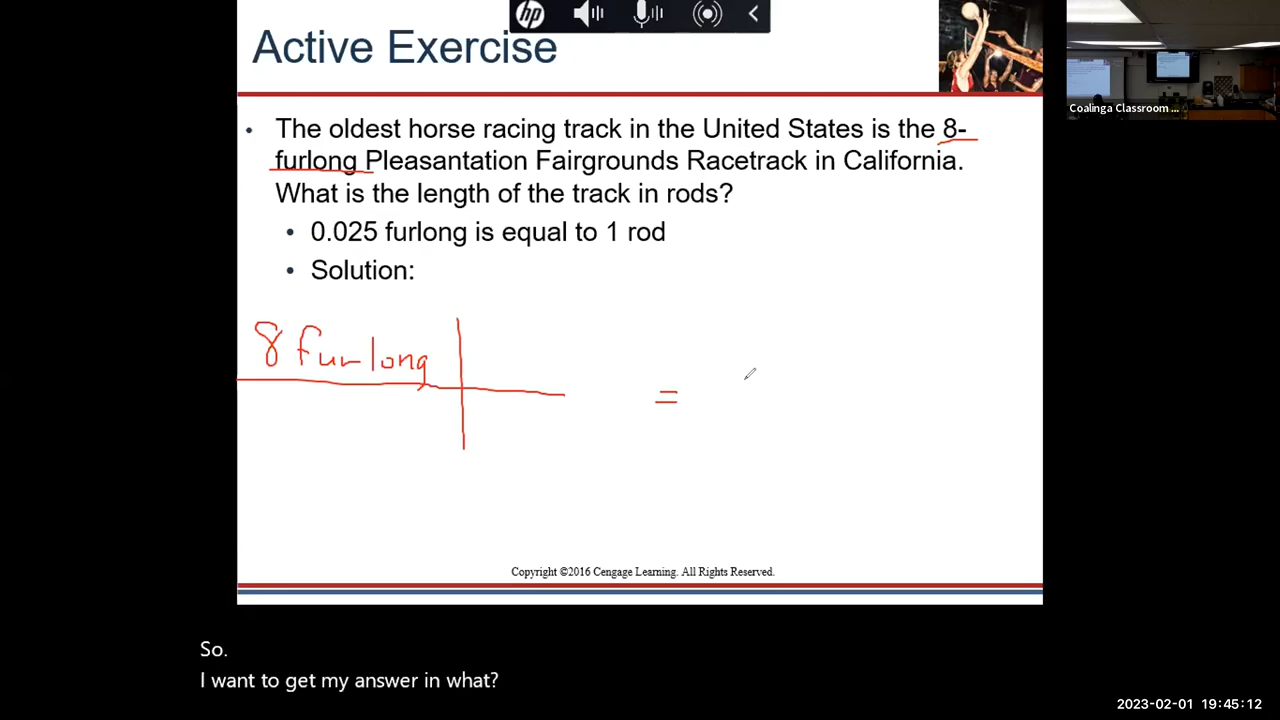 hp
Active Exercise
Coalinga Classroom ...
• The oldest horse racing track in the United States is the 8-
furlong Pleasantation Fairgrounds Racetrack in California.
What is the length of the track in rods?
• 0.025 furlong is equal to 1 rod
• Solution:
8 furlong
=
Copyright ©2016 Cengage Learning. All Rights Reserved.
So.
I want to get my answer in what?
2023-02-01 19:45:12